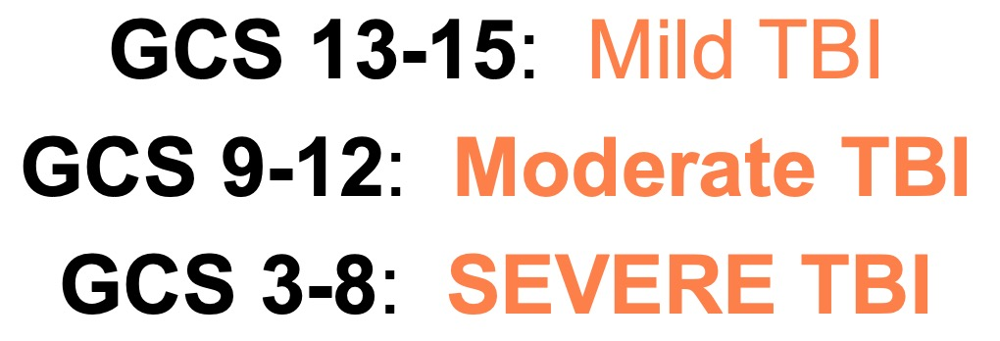 GCS 13-15: Mild TBI
GCS 9-12: Moderate TBI
GCS 3-8: SEVERE TBI